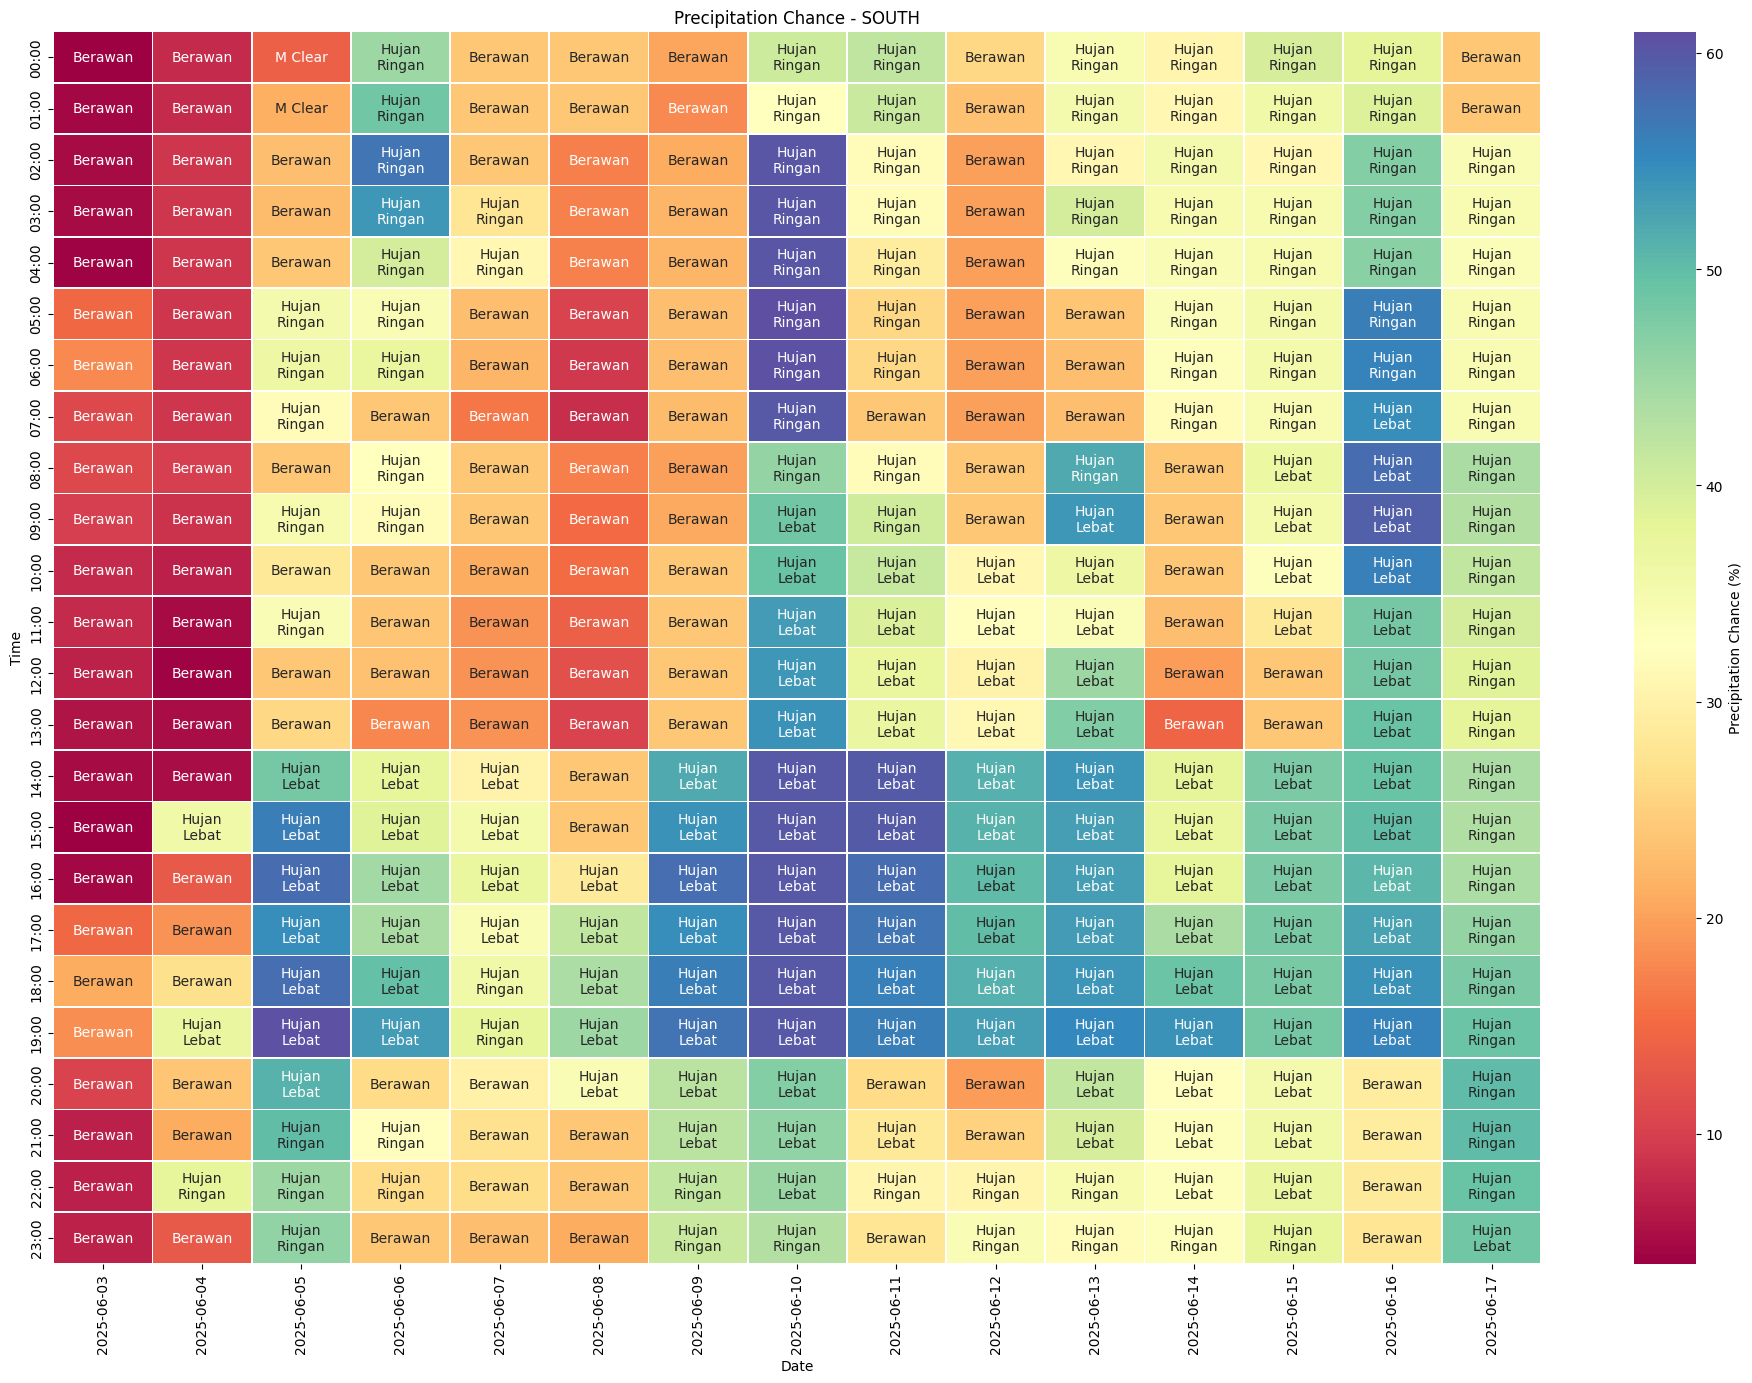 Precipitation Chance - SOUTH
00:00 Berawan Berawan M Clear Hujan Ringan Berawan Berawan Berawan Hujan Ringan Hujan Ringan Berawan Hujan Ringan Hujan Ringan Hujan Ringan Hujan Ringan Berawan
01:00 Berawan Berawan M Clear Hujan Ringan Berawan Berawan Berawan Hujan Ringan Hujan Ringan Berawan Hujan Ringan Hujan Ringan Hujan Ringan Hujan Ringan Berawan
02:00 Berawan Berawan Berawan Hujan Ringan Berawan Berawan Berawan Hujan Ringan Hujan Ringan Berawan Hujan Ringan Hujan Ringan Hujan Ringan Hujan Ringan Hujan Ringan
03:00 Berawan Berawan Berawan Hujan Ringan Hujan Ringan Berawan Berawan Hujan Ringan Hujan Ringan Berawan Hujan Ringan Hujan Ringan Hujan Ringan Hujan Ringan Hujan Ringan
04:00 Berawan Berawan Berawan Hujan Ringan Hujan Ringan Berawan Berawan Hujan Ringan Hujan Ringan Berawan Hujan Ringan Hujan Ringan Hujan Ringan Hujan Ringan Hujan Ringan
05:00 Berawan Berawan Hujan Ringan Hujan Ringan Berawan Berawan Berawan Hujan Ringan Hujan Ringan Berawan Berawan Hujan Ringan Hujan Ringan Hujan Ringan Hujan Ringan
06:00 Berawan Berawan Hujan Ringan Hujan Ringan Berawan Berawan Berawan Hujan Ringan Hujan Ringan Berawan Berawan Hujan Ringan Hujan Ringan Hujan Ringan Hujan Ringan
07:00 Berawan Berawan Hujan Ringan Berawan Berawan Berawan Berawan Hujan Ringan Berawan Berawan Berawan Hujan Ringan Hujan Ringan Hujan Lebat Hujan Ringan
08:00 Berawan Berawan Berawan Hujan Ringan Berawan Berawan Berawan Hujan Ringan Hujan Ringan Berawan Hujan Ringan Berawan Hujan Lebat Hujan Lebat Hujan Ringan
09:00 Berawan Berawan Hujan Ringan Hujan Ringan Berawan Berawan Berawan Hujan Lebat Hujan Ringan Berawan Hujan Lebat Berawan Hujan Lebat Hujan Lebat Hujan Ringan
10:00 Berawan Berawan Berawan Berawan Berawan Berawan Berawan Hujan Lebat Hujan Lebat Hujan Lebat Hujan Lebat Berawan Hujan Lebat Hujan Lebat Hujan Ringan
11:00 Berawan Berawan Hujan Ringan Berawan Berawan Berawan Berawan Hujan Lebat Hujan Lebat Hujan Lebat Hujan Lebat Berawan Hujan Lebat Hujan Lebat Hujan Ringan
12:00 Berawan Berawan Berawan Berawan Berawan Berawan Berawan Hujan Lebat Hujan Lebat Hujan Lebat Hujan Lebat Berawan Berawan Hujan Lebat Hujan Ringan
13:00 Berawan Berawan Berawan Berawan Berawan Berawan Berawan Hujan Lebat Hujan Lebat Hujan Lebat Hujan Lebat Berawan Berawan Hujan Lebat Hujan Ringan
14:00 Berawan Berawan Hujan Lebat Hujan Lebat Hujan Lebat Berawan Hujan Lebat Hujan Lebat Hujan Lebat Hujan Lebat Hujan Lebat Hujan Lebat Hujan Lebat Hujan Lebat Hujan Ringan
15:00 Berawan Hujan Lebat Hujan Lebat Hujan Lebat Hujan Lebat Berawan Hujan Lebat Hujan Lebat Hujan Lebat Hujan Lebat Hujan Lebat Hujan Lebat Hujan Lebat Hujan Lebat Hujan Ringan
16:00 Berawan Berawan Hujan Lebat Hujan Lebat Hujan Lebat Hujan Lebat Hujan Lebat Hujan Lebat Hujan Lebat Hujan Lebat Hujan Lebat Hujan Lebat Hujan Lebat Hujan Lebat Hujan Ringan
17:00 Berawan Berawan Hujan Lebat Hujan Lebat Hujan Lebat Hujan Lebat Hujan Lebat Hujan Lebat Hujan Lebat Hujan Lebat Hujan Lebat Hujan Lebat Hujan Lebat Hujan Lebat Hujan Ringan
18:00 Berawan Berawan Hujan Lebat Hujan Lebat Hujan Ringan Hujan Lebat Hujan Lebat Hujan Lebat Hujan Lebat Hujan Lebat Hujan Lebat Hujan Lebat Hujan Lebat Hujan Lebat Hujan Ringan
19:00 Berawan Hujan Lebat Hujan Lebat Hujan Lebat Hujan Ringan Hujan Lebat Hujan Lebat Hujan Lebat Hujan Lebat Hujan Lebat Hujan Lebat Hujan Lebat Hujan Lebat Hujan Lebat Hujan Ringan
20:00 Berawan Berawan Hujan Lebat Berawan Berawan Hujan Lebat Hujan Lebat Hujan Lebat Berawan Berawan Hujan Lebat Hujan Lebat Hujan Lebat Berawan Hujan Ringan
21:00 Berawan Berawan Hujan Ringan Hujan Ringan Berawan Berawan Hujan Lebat Hujan Lebat Hujan Lebat Berawan Hujan Lebat Hujan Lebat Hujan Lebat Berawan Hujan Ringan
22:00 Berawan Hujan Ringan Hujan Ringan Hujan Ringan Berawan Berawan Hujan Ringan Hujan Lebat Hujan Ringan Hujan Ringan Hujan Ringan Hujan Lebat Hujan Lebat Berawan Hujan Ringan
23:00 Berawan Berawan Hujan Ringan Berawan Berawan Berawan Hujan Ringan Hujan Ringan Berawan Hujan Ringan Hujan Ringan Hujan Ringan Hujan Ringan Berawan Hujan Lebat
Time
2025-06-03 2025-06-04 2025-06-05 2025-06-06 2025-06-07 2025-06-08 2025-06-09 2025-06-10 2025-06-11 2025-06-12 2025-06-13 2025-06-14 2025-06-15 2025-06-16 2025-06-17
Date
60
50
40
30
20
10
Precipitation Chance (%)